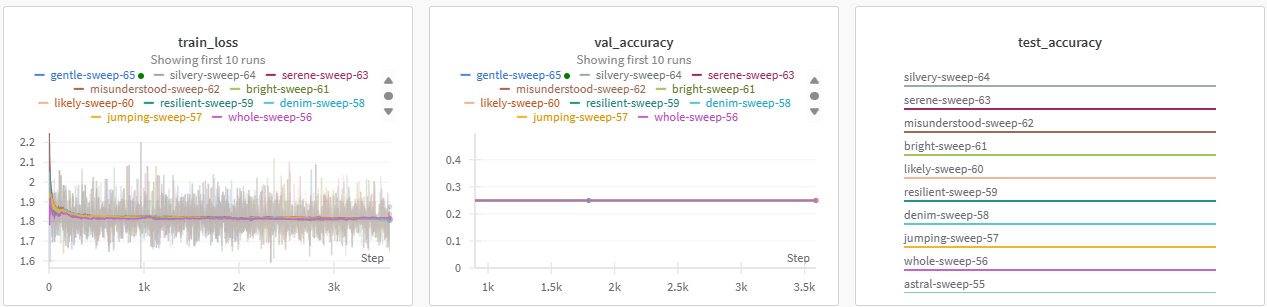 train_loss
Showing first 10 runs
gentle-sweep-65 silvery-sweep-64 serene-sweep-63
misunderstood-sweep-62 bright-sweep-61
likely-sweep-60 resilient-sweep-59 denim-sweep-58
jumping-sweep-57 whole-sweep-56
2.2
2.1
2
1.9
1.8
1.7
1.6
Step
0 1k 2k 3k
val_accuracy
Showing first 10 runs
gentle-sweep-65 silvery-sweep-64 serene-sweep-63
misunderstood-sweep-62 bright-sweep-61
likely-sweep-60 resilient-sweep-59 denim-sweep-58
jumping-sweep-57 whole-sweep-56
0.4
0.3
0.2
0.1
0
Step
1k 1.5k 2k 2.5k 3k 3.5k
test_accuracy
silvery-sweep-64
serene-sweep-63
misunderstood-sweep-62
bright-sweep-61
likely-sweep-60
resilient-sweep-59
denim-sweep-58
jumping-sweep-57
whole-sweep-56
astral-sweep-55